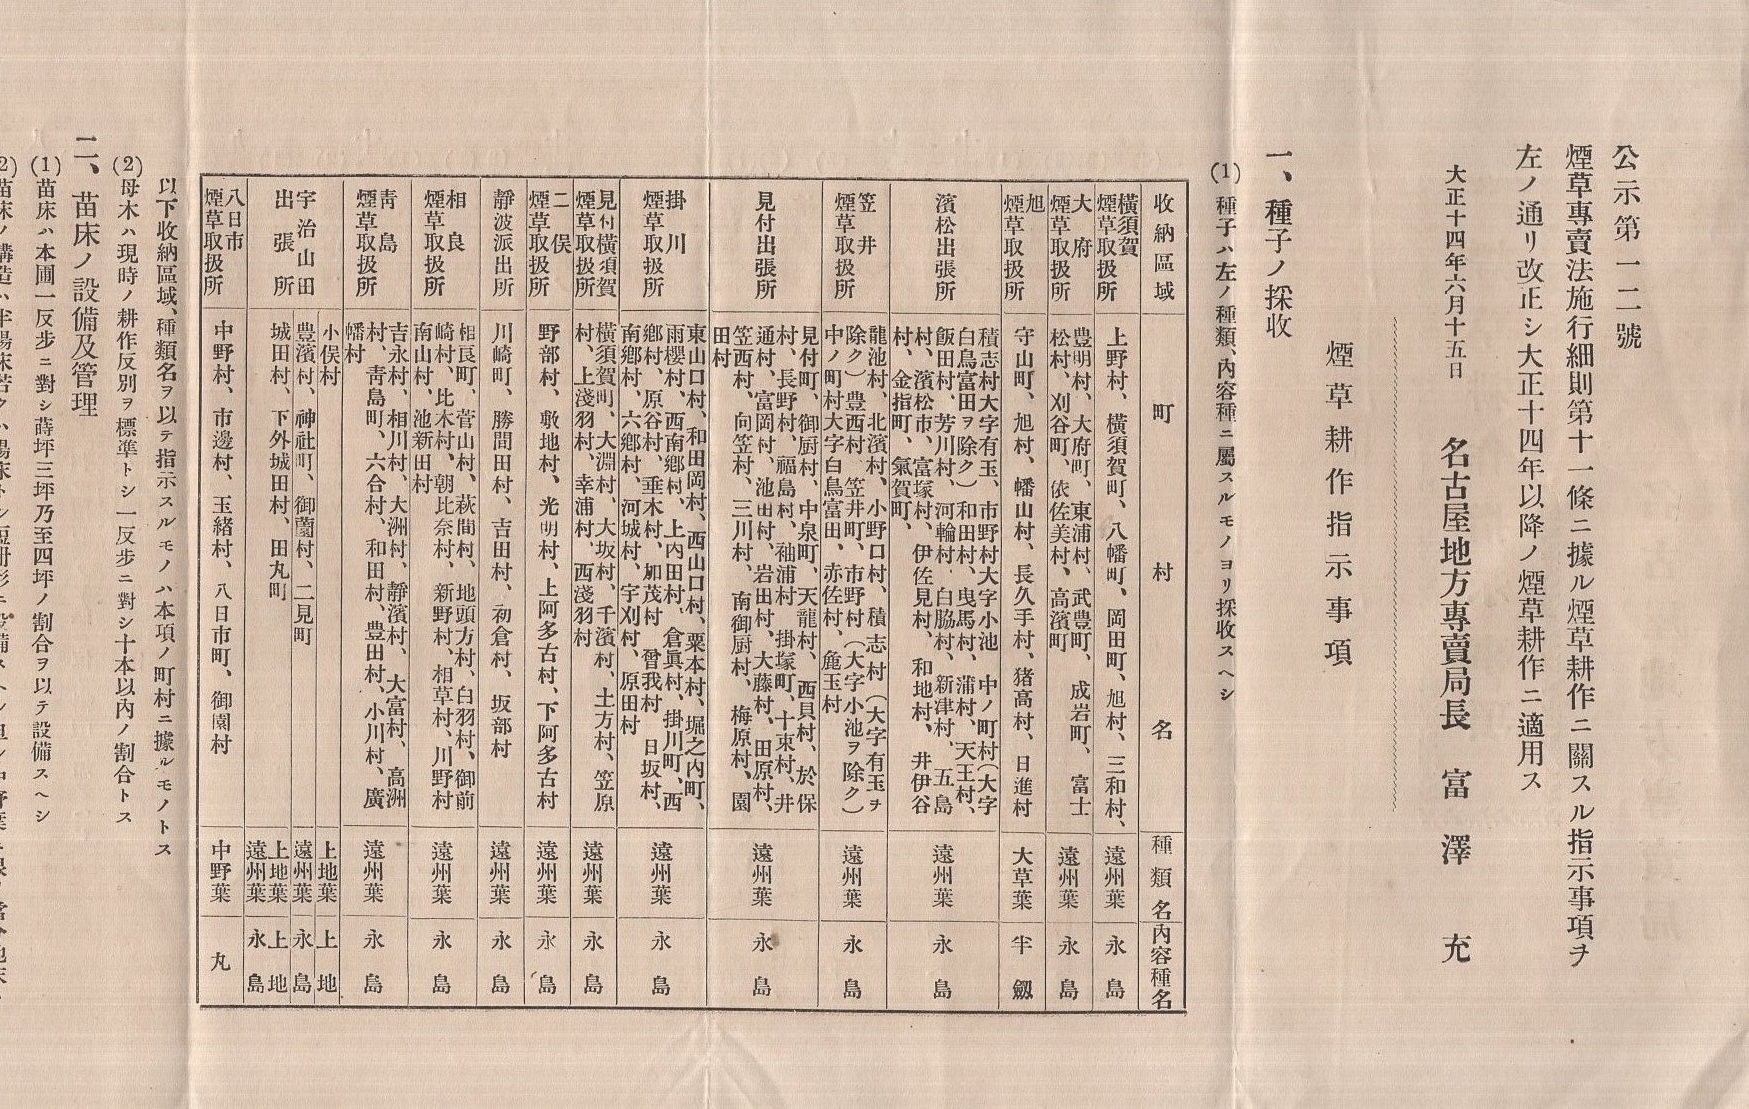 公示第一二號
煙草專賣法施行細則第十一條ニ據ル煙草耕作ニ關スル指示事項ヲ
左ノ通リ改正シ大正十四年以降ノ煙草耕作ニ適用ス
大正十四年六月十五日 名古屋地方專賣局長 富澤 充
煙草耕作指示事項
一、種子ノ採收
(1) 種子ハ左ノ種類、內容種ニ屬スルモノヨリ採收スヘシ
收納區域 町村名 種類名 內容種名
橫須賀
煙草取扱所
上野村、橫須賀町、八幡町、岡田町、旭村、三和村、
遠州葉 永島
大府
煙草取扱所
豊明村、大府町、東浦村、武豊町、成岩町、富士
松村、刈谷町、依佐美村、高濱町
遠州葉 永島
旭
煙草取扱所
守山町、旭村、幡山村、長久手村、猪高村、日進村
大草葉 半劔
濱松出張所
積志村大字有玉、市野村大字小池 中ノ町村(大字
白鳥富田ヲ除ク)和田村、曳馬村、蒲村、天王村、
飯田村、芳川村、河輪村、白脇村、新津村、五島
村、濱松市、富塚村、伊佐見村、和地村、井伊谷
村、金指町、氣賀町、
遠州葉 永島
笠井
煙草取扱所
龍池村、北濱村、小野口村、積志村(大字有玉ヲ
除ク)豊西村、笠井町、市野村(大字小池ヲ除ク)
中ノ町村大字白鳥富田、赤佐村、麁玉村
遠州葉 永島
見付出張所
見付町、御厨村、中泉町、天龍村、西貝村、於保
村、長野村、福島村、袖浦村 掛塚町、十束村、井
通村、富岡村、池田村、岩田村、大藤村、田原村、
笠西村、向笠村、三川村、南御厨村、梅原村、園
田村
遠州葉 永島
掛川
煙草取扱所
東山口村、和田岡村、西山口村、粟本村、堀之內町、
雨櫻村、西南鄉村、上內田村、倉眞村、掛川町、西
鄉村、原谷村、垂木村、加茂村 曾我村 日坂村、
南鄉村、六鄉村、河城村、宇刈村、原田村
遠州葉 永島
見付橫須賀
煙草取扱所
橫須賀町、大淵村、大坂村、千濱村、土方村、笠原
村、上淺羽村、幸浦村、西淺羽村
遠州葉 永島
二俣
煙草取扱所
野部村、敷地村、光明村、上阿多古村、下阿多古村
遠州葉 永島
靜波派出所
川崎町、勝間田村、吉田村、初倉村、坂部村
遠州葉 永島
相良
煙草取扱所
相良町、菅山村、萩間村、地頭方村、白羽村、御前
崎村、比木村、朝比奈村、新野村、相草村、川野村
南山村、池新田村
遠州葉 永島
靑島
煙草取扱所
吉永村、相川村、大洲村、靜濱村、大富村、高洲
村、靑島町、六合村、和田村、豊田村、小川村、廣
幡村
遠州葉 永島
宇治山田
出張所
小俣村
上地葉 上地
豊濱村、神社町、御薗村、二見町
遠州葉 永島
城田村、下外城田村、田丸町
上地葉 上地
遠州葉 永島
八日市
煙草取扱所
中野村、市邊村、玉緒村、八日市町、御園村
中野葉 丸
以下收納區域、種類名ヲ以テ指示スルモノハ本項ノ町村ニ據ルモノトス
(2) 母木ハ現時ノ耕作反別ヲ標準トシ一反步ニ對シ十本以內ノ割合トス
二、苗床ノ設備及管理
(1) 苗床ハ本圃一反步ニ對シ蒔坪三坪乃至四坪ノ割合ヲ以テ設備スヘシ